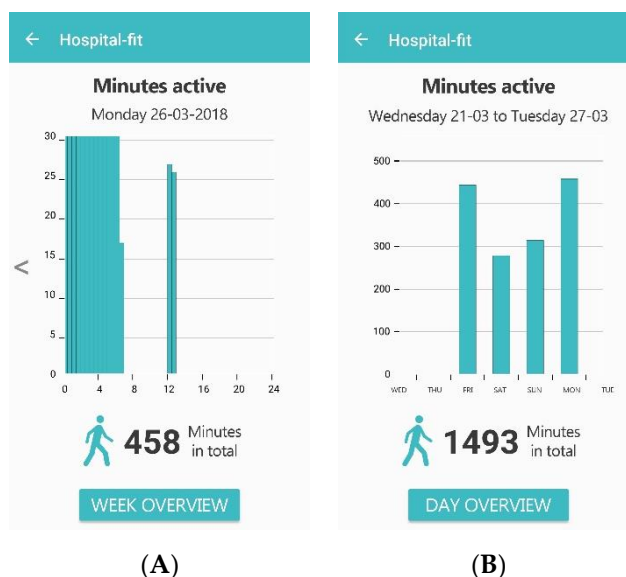 ← Hospital-fit
Minutes active
Monday 26-03-2018
30
25
20
15
10
5
0
0 4 8 12 16 20 24
<
458 Minutes in total
WEEK OVERVIEW
(A)
← Hospital-fit
Minutes active
Wednesday 21-03 to Tuesday 27-03
500
400
300
200
100
0
WED THU FRI SAT SUN MON TUE
1493 Minutes in total
DAY OVERVIEW
(B)